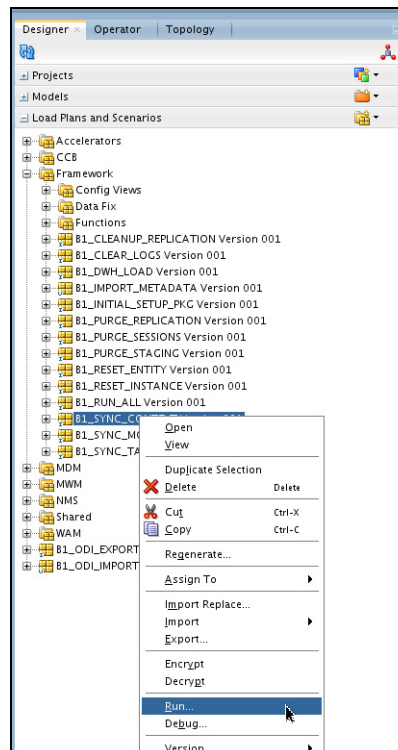 Designer Operator Topology
Projects
Models
Load Plans and Scenarios
Accelerators
CCB
Framework
Config Views
Data Fix
Functions
B1_CLEANUP_REPLICATION Version 001
B1_CLEAR_LOGS Version 001
B1_DWH_LOAD Version 001
B1_IMPORT_METADATA Version 001
B1_INITIAL_SETUP_PKG Version 001
B1_PURGE_REPLICATION Version 001
B1_PURGE_SESSIONS Version 001
B1_PURGE_STAGING Version 001
B1_RESET_ENTITY Version 001
B1_RESET_INSTANCE Version 001
B1_RUN_ALL Version 001
B1_SYNC_CO
B1_SYNC_MO
B1_SYNC_TA
MDM
MWM
NMS
Shared
WAM
B1_ODI_EXPORT
B1_ODI_IMPORT
Open
View
Duplicate Selection
Delete Delete
Cut Ctrl-X
Copy Ctrl-C
Regenerate...
Assign To
Import Replace...
Import
Export...
Encrypt
Decrypt
Run...
Debug...
Version